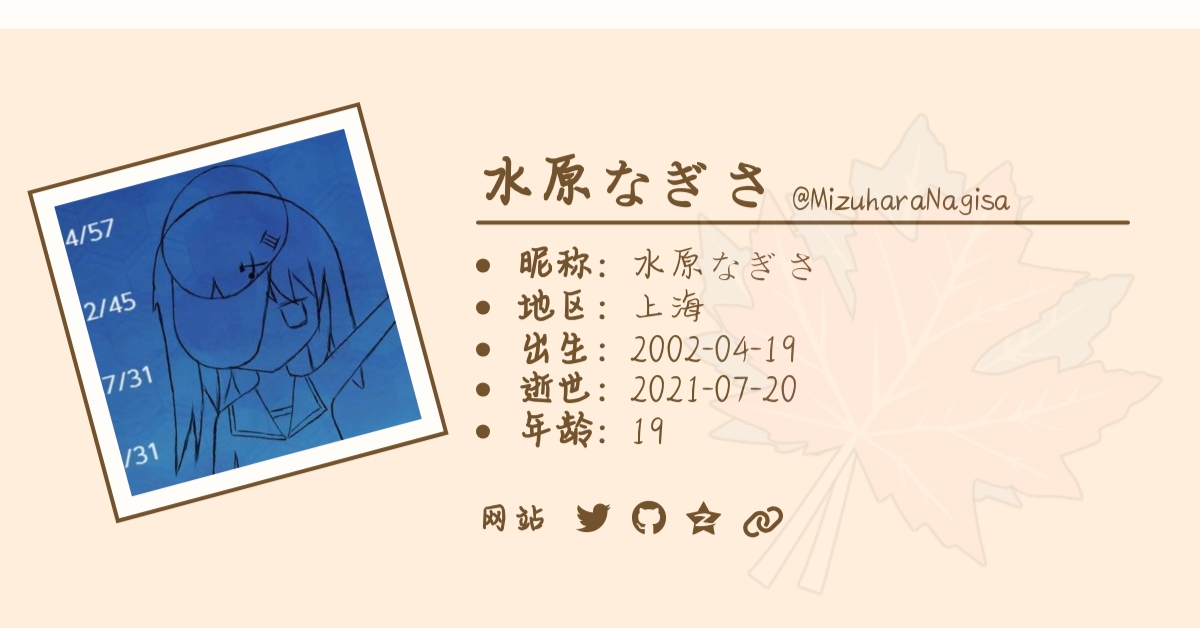 4/57
2/45
7/31
/31
水原なぎさ @MizuharaNagisa
昵称： 水原なぎさ
地区： 上海
出生： 2002-04-19
逝世： 2021-07-20
年龄： 19
网站